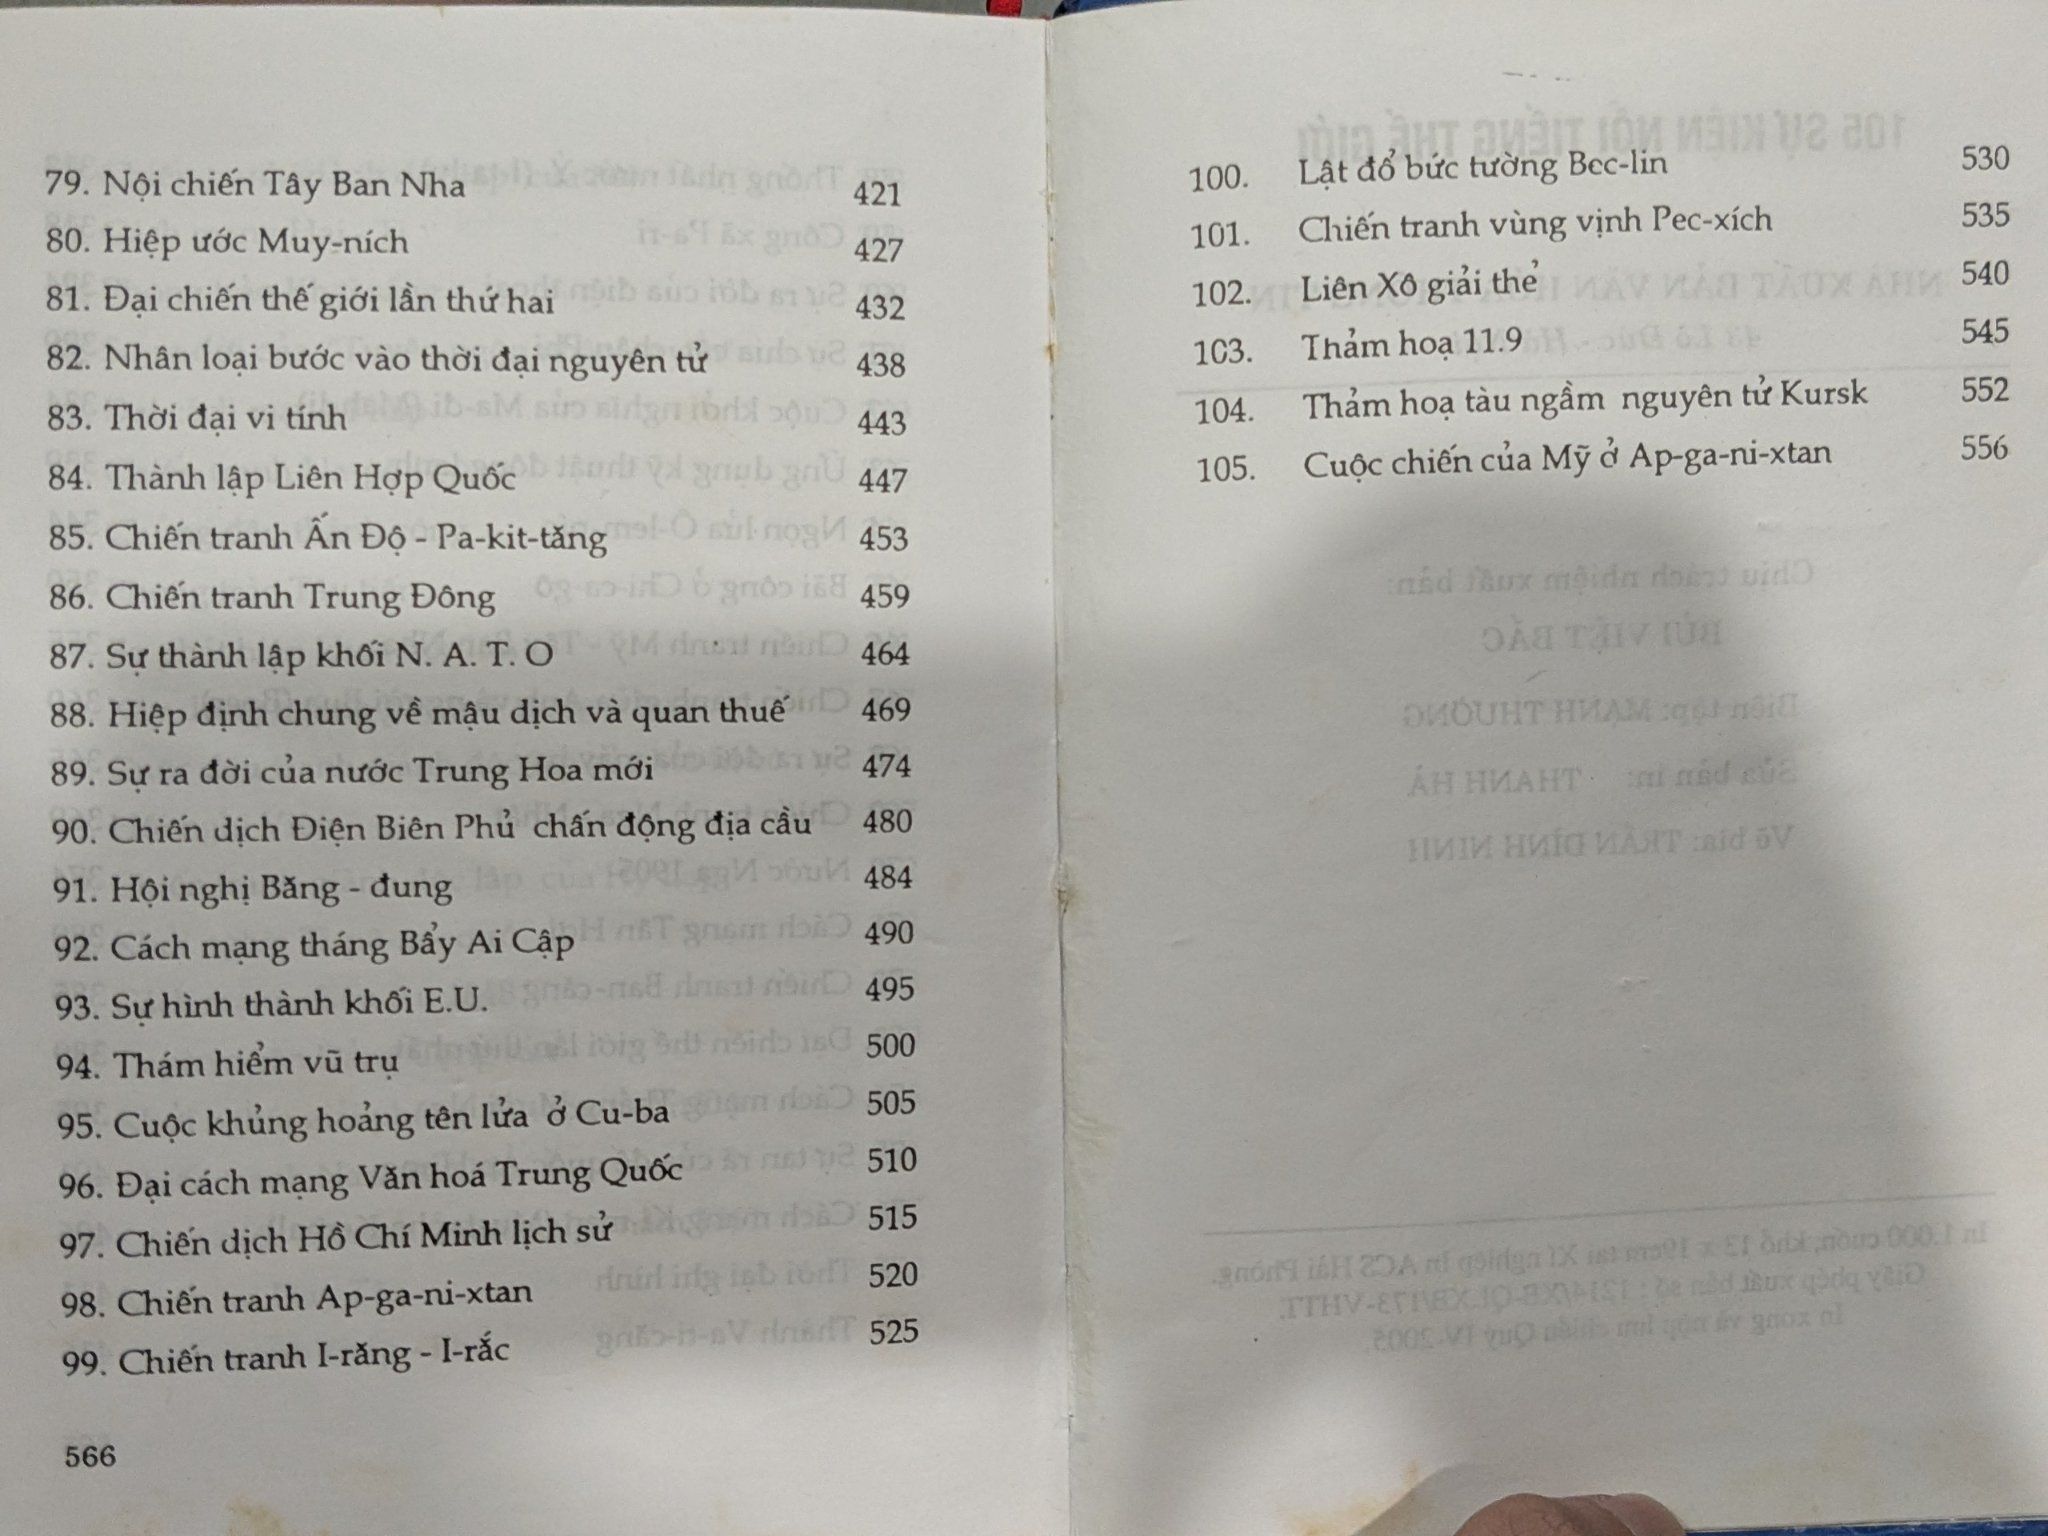 79. Nội chiến Tây Ban Nha 421
80. Hiệp ước Muy-ních 427
81. Đại chiến thế giới lần thứ hai 432
82. Nhân loại bước vào thời đại nguyên tử 438
83. Thời đại vi tính 443
84. Thành lập Liên Hợp Quốc 447
85. Chiến tranh Ấn Độ - Pa-kit-tăng 453
86. Chiến tranh Trung Đông 459
87. Sự thành lập khối N. A. T. O 464
88. Hiệp định chung về mậu dịch và quan thuế 469
89. Sự ra đời của nước Trung Hoa mới 474
90. Chiến dịch Điện Biên Phủ chấn động địa cầu 480
91. Hội nghị Băng - đung 484
92. Cách mạng tháng Bẩy Ai Cập 490
93. Sự hình thành khối E.U. 495
94. Thám hiểm vũ trụ 500
95. Cuộc khủng hoảng tên lửa ở Cu-ba 505
96. Đại cách mạng Văn hoá Trung Quốc 510
97. Chiến dịch Hồ Chí Minh lịch sử 515
98. Chiến tranh Ap-ga-ni-xtan 520
99. Chiến tranh I-răng - I-rắc 525
566
100. Lật đổ bức tường Bec-lin 530
101. Chiến tranh vùng vịnh Pec-xích 535
102. Liên Xô giải thể 540
103. Thảm hoạ 11.9 545
104. Thảm hoạ tàu ngầm nguyên tử Kursk 552
105. Cuộc chiến của Mỹ ở Ap-ga-ni-xtan 556